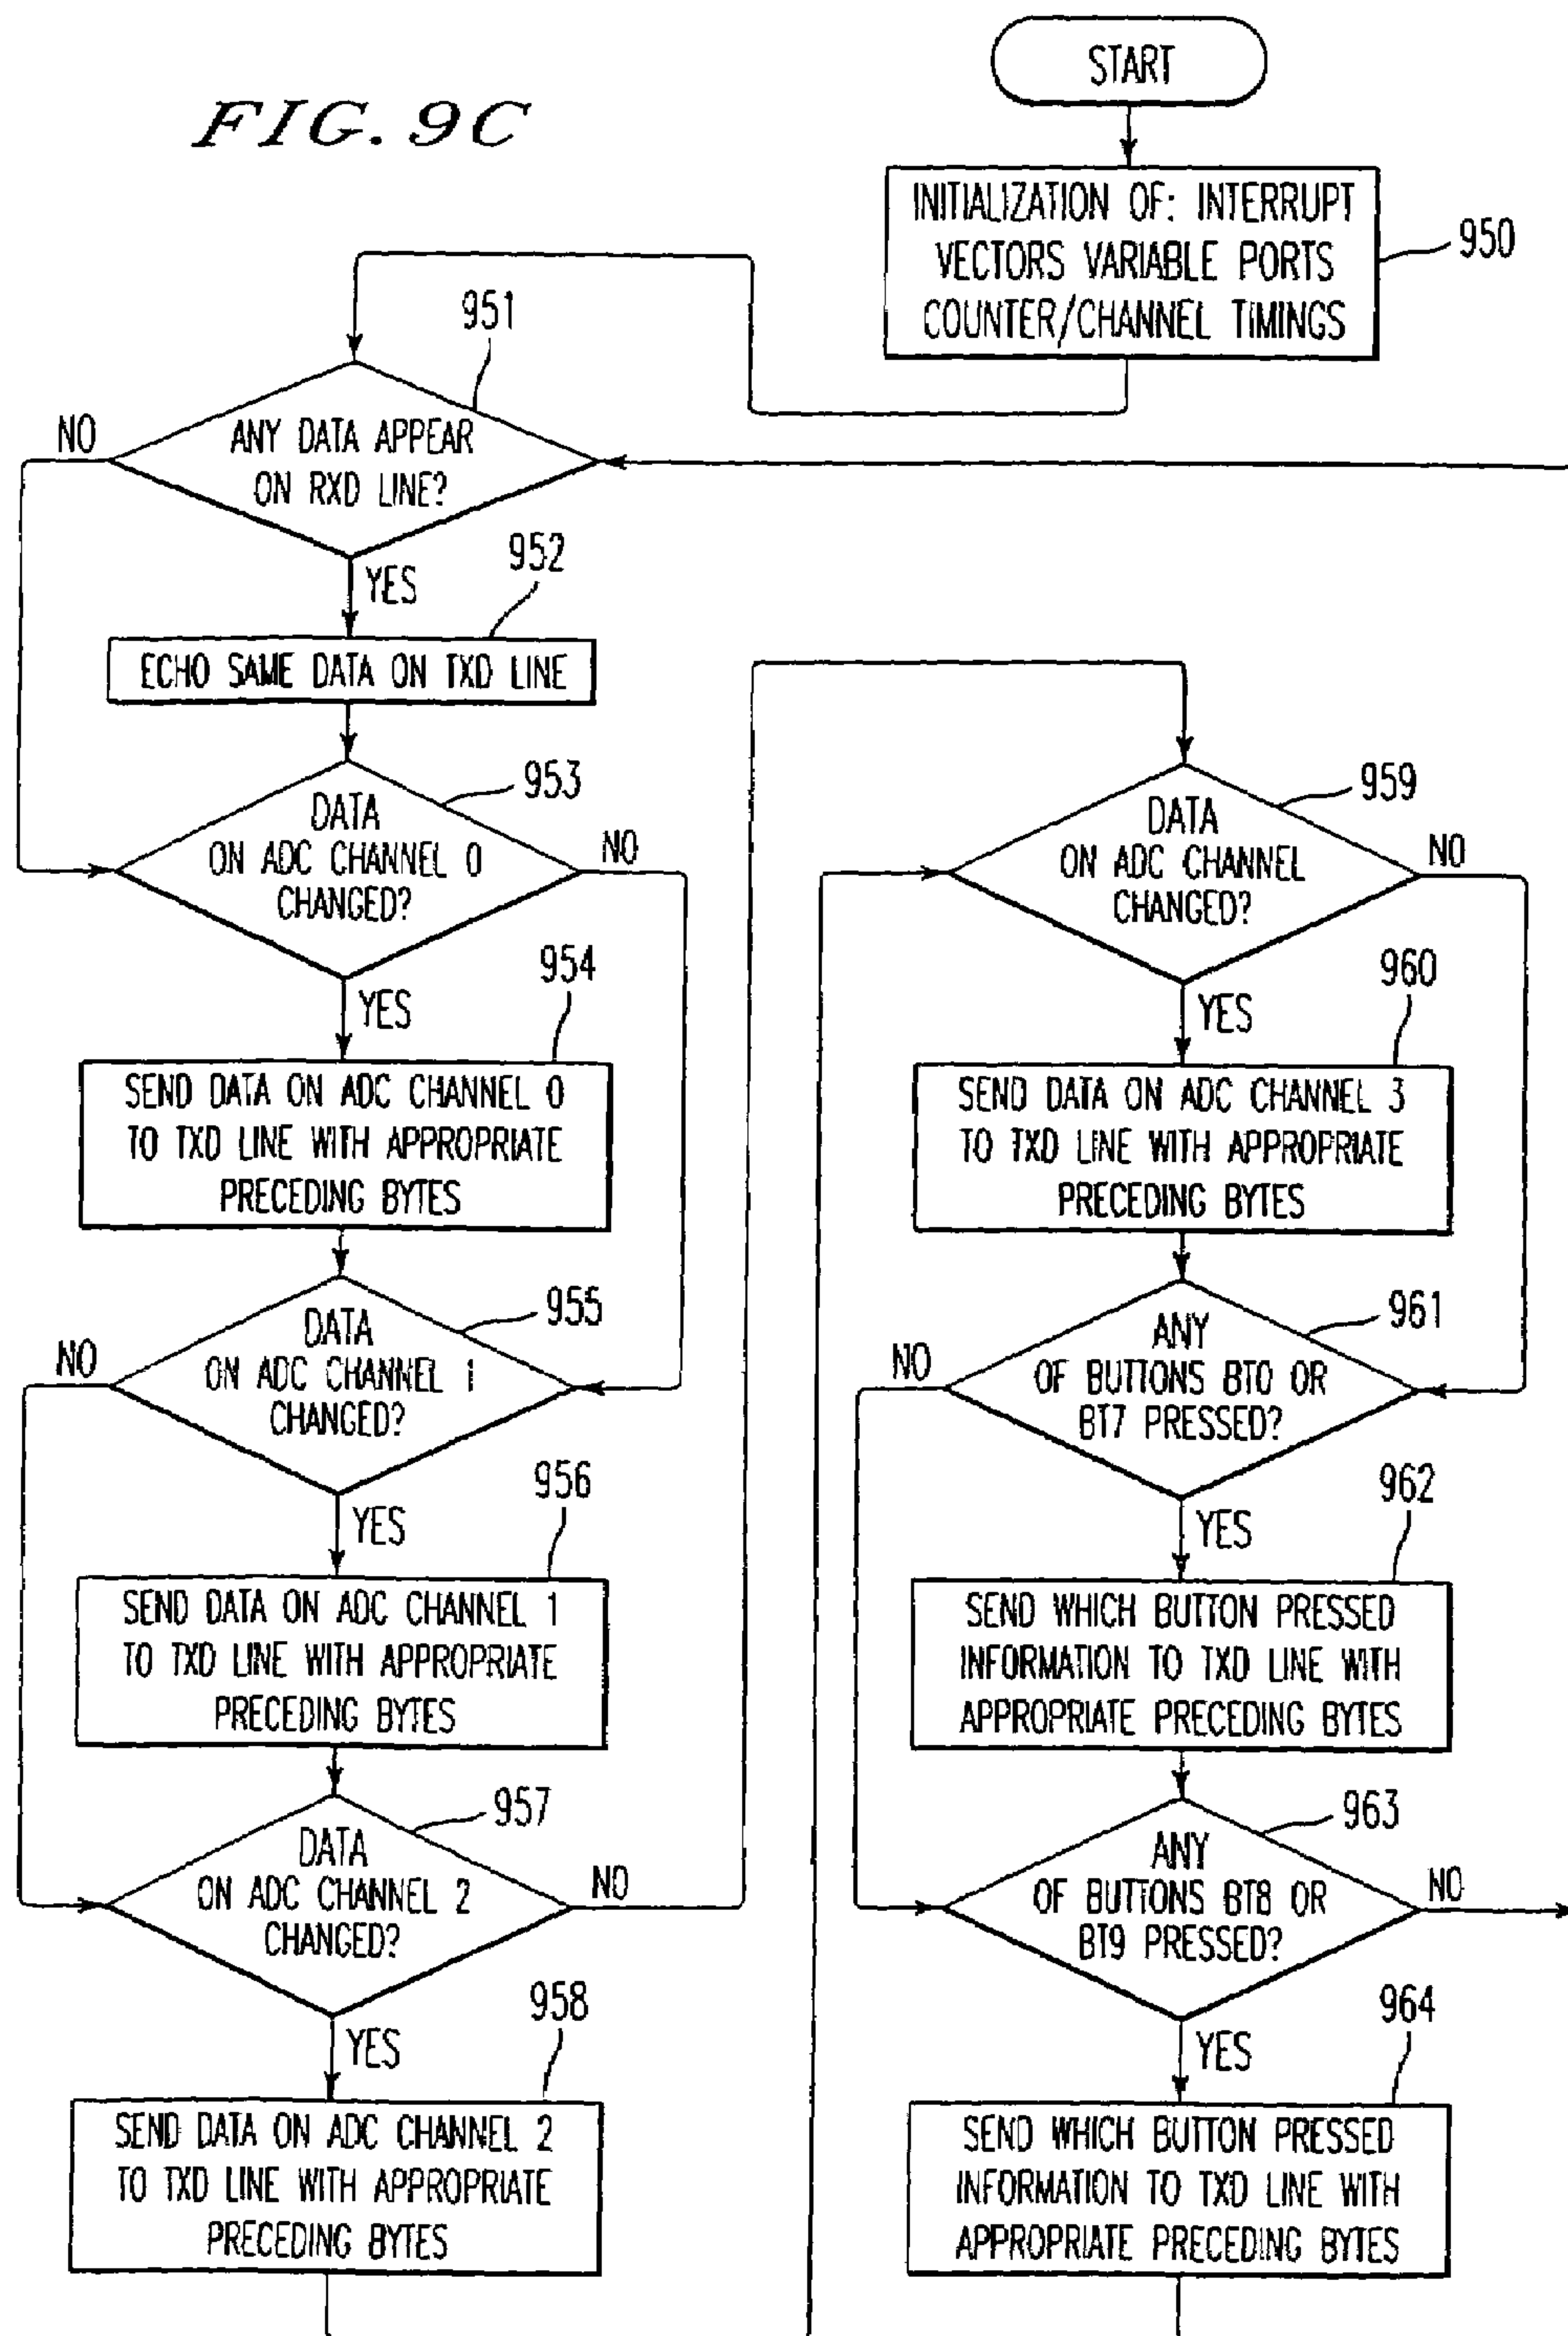 FIG. 9C
START
INITIALIZATION OF: INTERRUPT
VECTORS VARIABLE PORTS
COUNTER/CHANNEL TIMINGS
950
951
ANY DATA APPEAR
ON RXD LINE?
NO
YES
952
ECHO SAME DATA ON TXD LINE
953
DATA
ON ADC CHANNEL 0
CHANGED?
NO
YES
954
SEND DATA ON ADC CHANNEL 0
TO TXD LINE WITH APPROPRIATE
PRECEDING BYTES
955
DATA
ON ADC CHANNEL 1
CHANGED?
NO
YES
956
SEND DATA ON ADC CHANNEL 1
TO TXD LINE WITH APPROPRIATE
PRECEDING BYTES
957
DATA
ON ADC CHANNEL 2
CHANGED?
NO
YES
958
SEND DATA ON ADC CHANNEL 2
TO TXD LINE WITH APPROPRIATE
PRECEDING BYTES
959
DATA
ON ADC CHANNEL
CHANGED?
NO
YES
960
SEND DATA ON ADC CHANNEL 3
TO TXD LINE WITH APPROPRIATE
PRECEDING BYTES
961
ANY
OF BUTTONS BT0 OR
BT7 PRESSED?
NO
YES
962
SEND WHICH BUTTON PRESSED
INFORMATION TO TXD LINE WITH
APPROPRIATE PRECEDING BYTES
963
ANY
OF BUTTONS BT8 OR
BT9 PRESSED?
NO
YES
964
SEND WHICH BUTTON PRESSED
INFORMATION TO TXD LINE WITH
APPROPRIATE PRECEDING BYTES